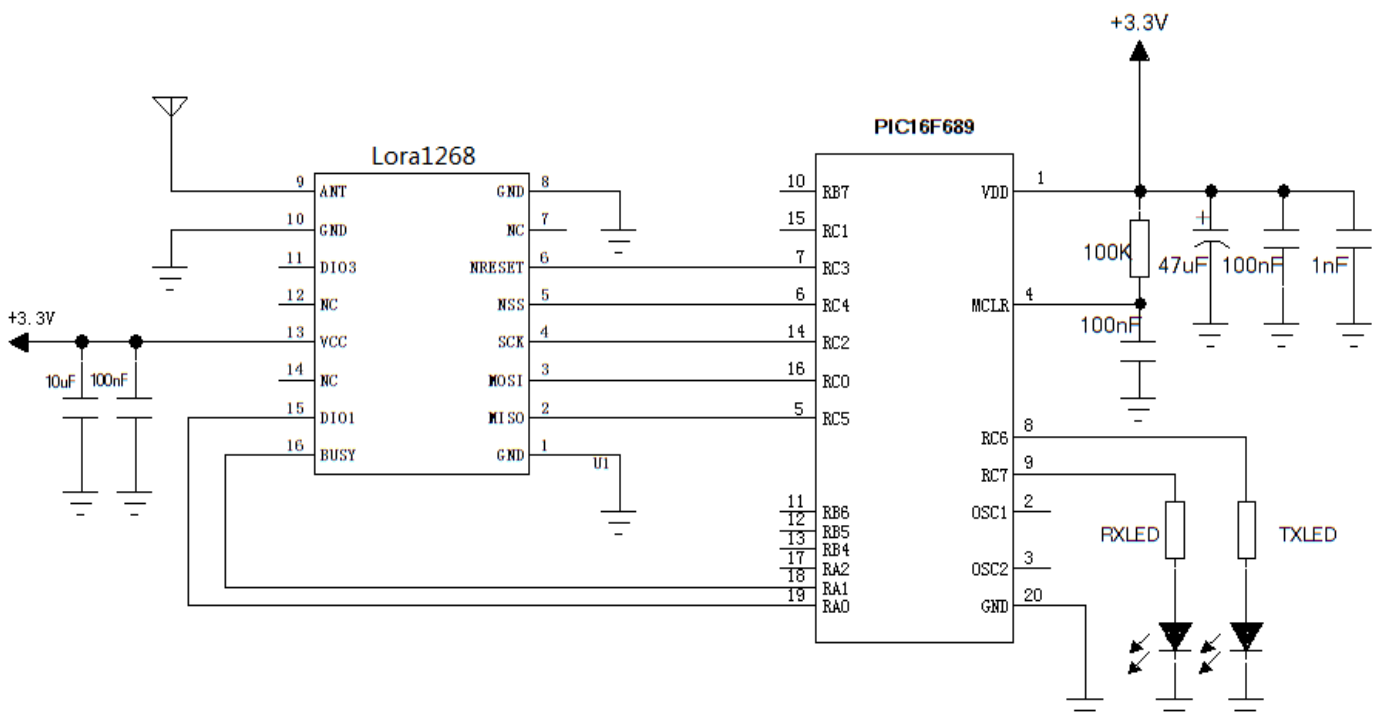 +3.3V
PIC16F689
Lora1268
9 ANT
10 GND
11 DIO3
12 NC
13 VCC
14 NC
15 DIO1
16 BUSY
GND 8
NC 7
NRESET 6
NSS 5
SCK 4
MOSI 3
MISO 2
GND 1
U1
+3.3V
10uF
100nF
10 RB7
15 RC1
7 RC3
6 RC4
14 RC2
16 RC0
5 RC5
11 RB6
12 RB5
13 RB4
17 RA2
18 RA1
19 RA0
VDD 1
MCLR 4
RC6 8
RC7 9
OSC1 2
OSC2 3
GND 20
100K
47uF
+
100nF
1nF
100nF
RXLED
TXLED